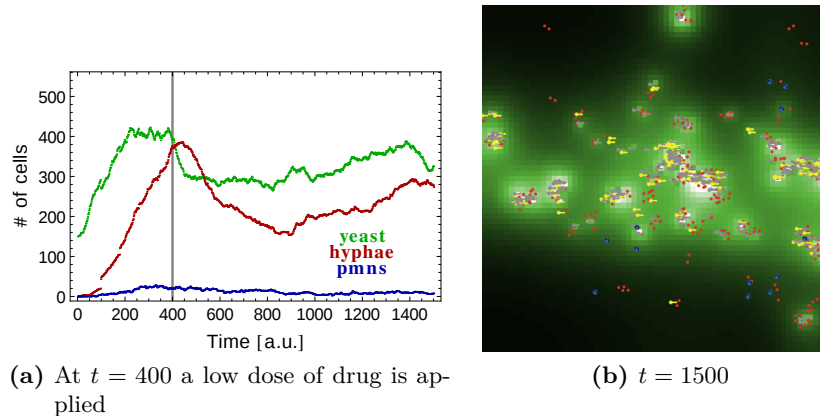 500
400
300
200
100
0
# of cells
yeast
hyphae
pmns
0 200 400 600 800 1000 1200 1400
Time [a.u.]
(a) At t = 400 a low dose of drug is ap-
plied
(b) t = 1500